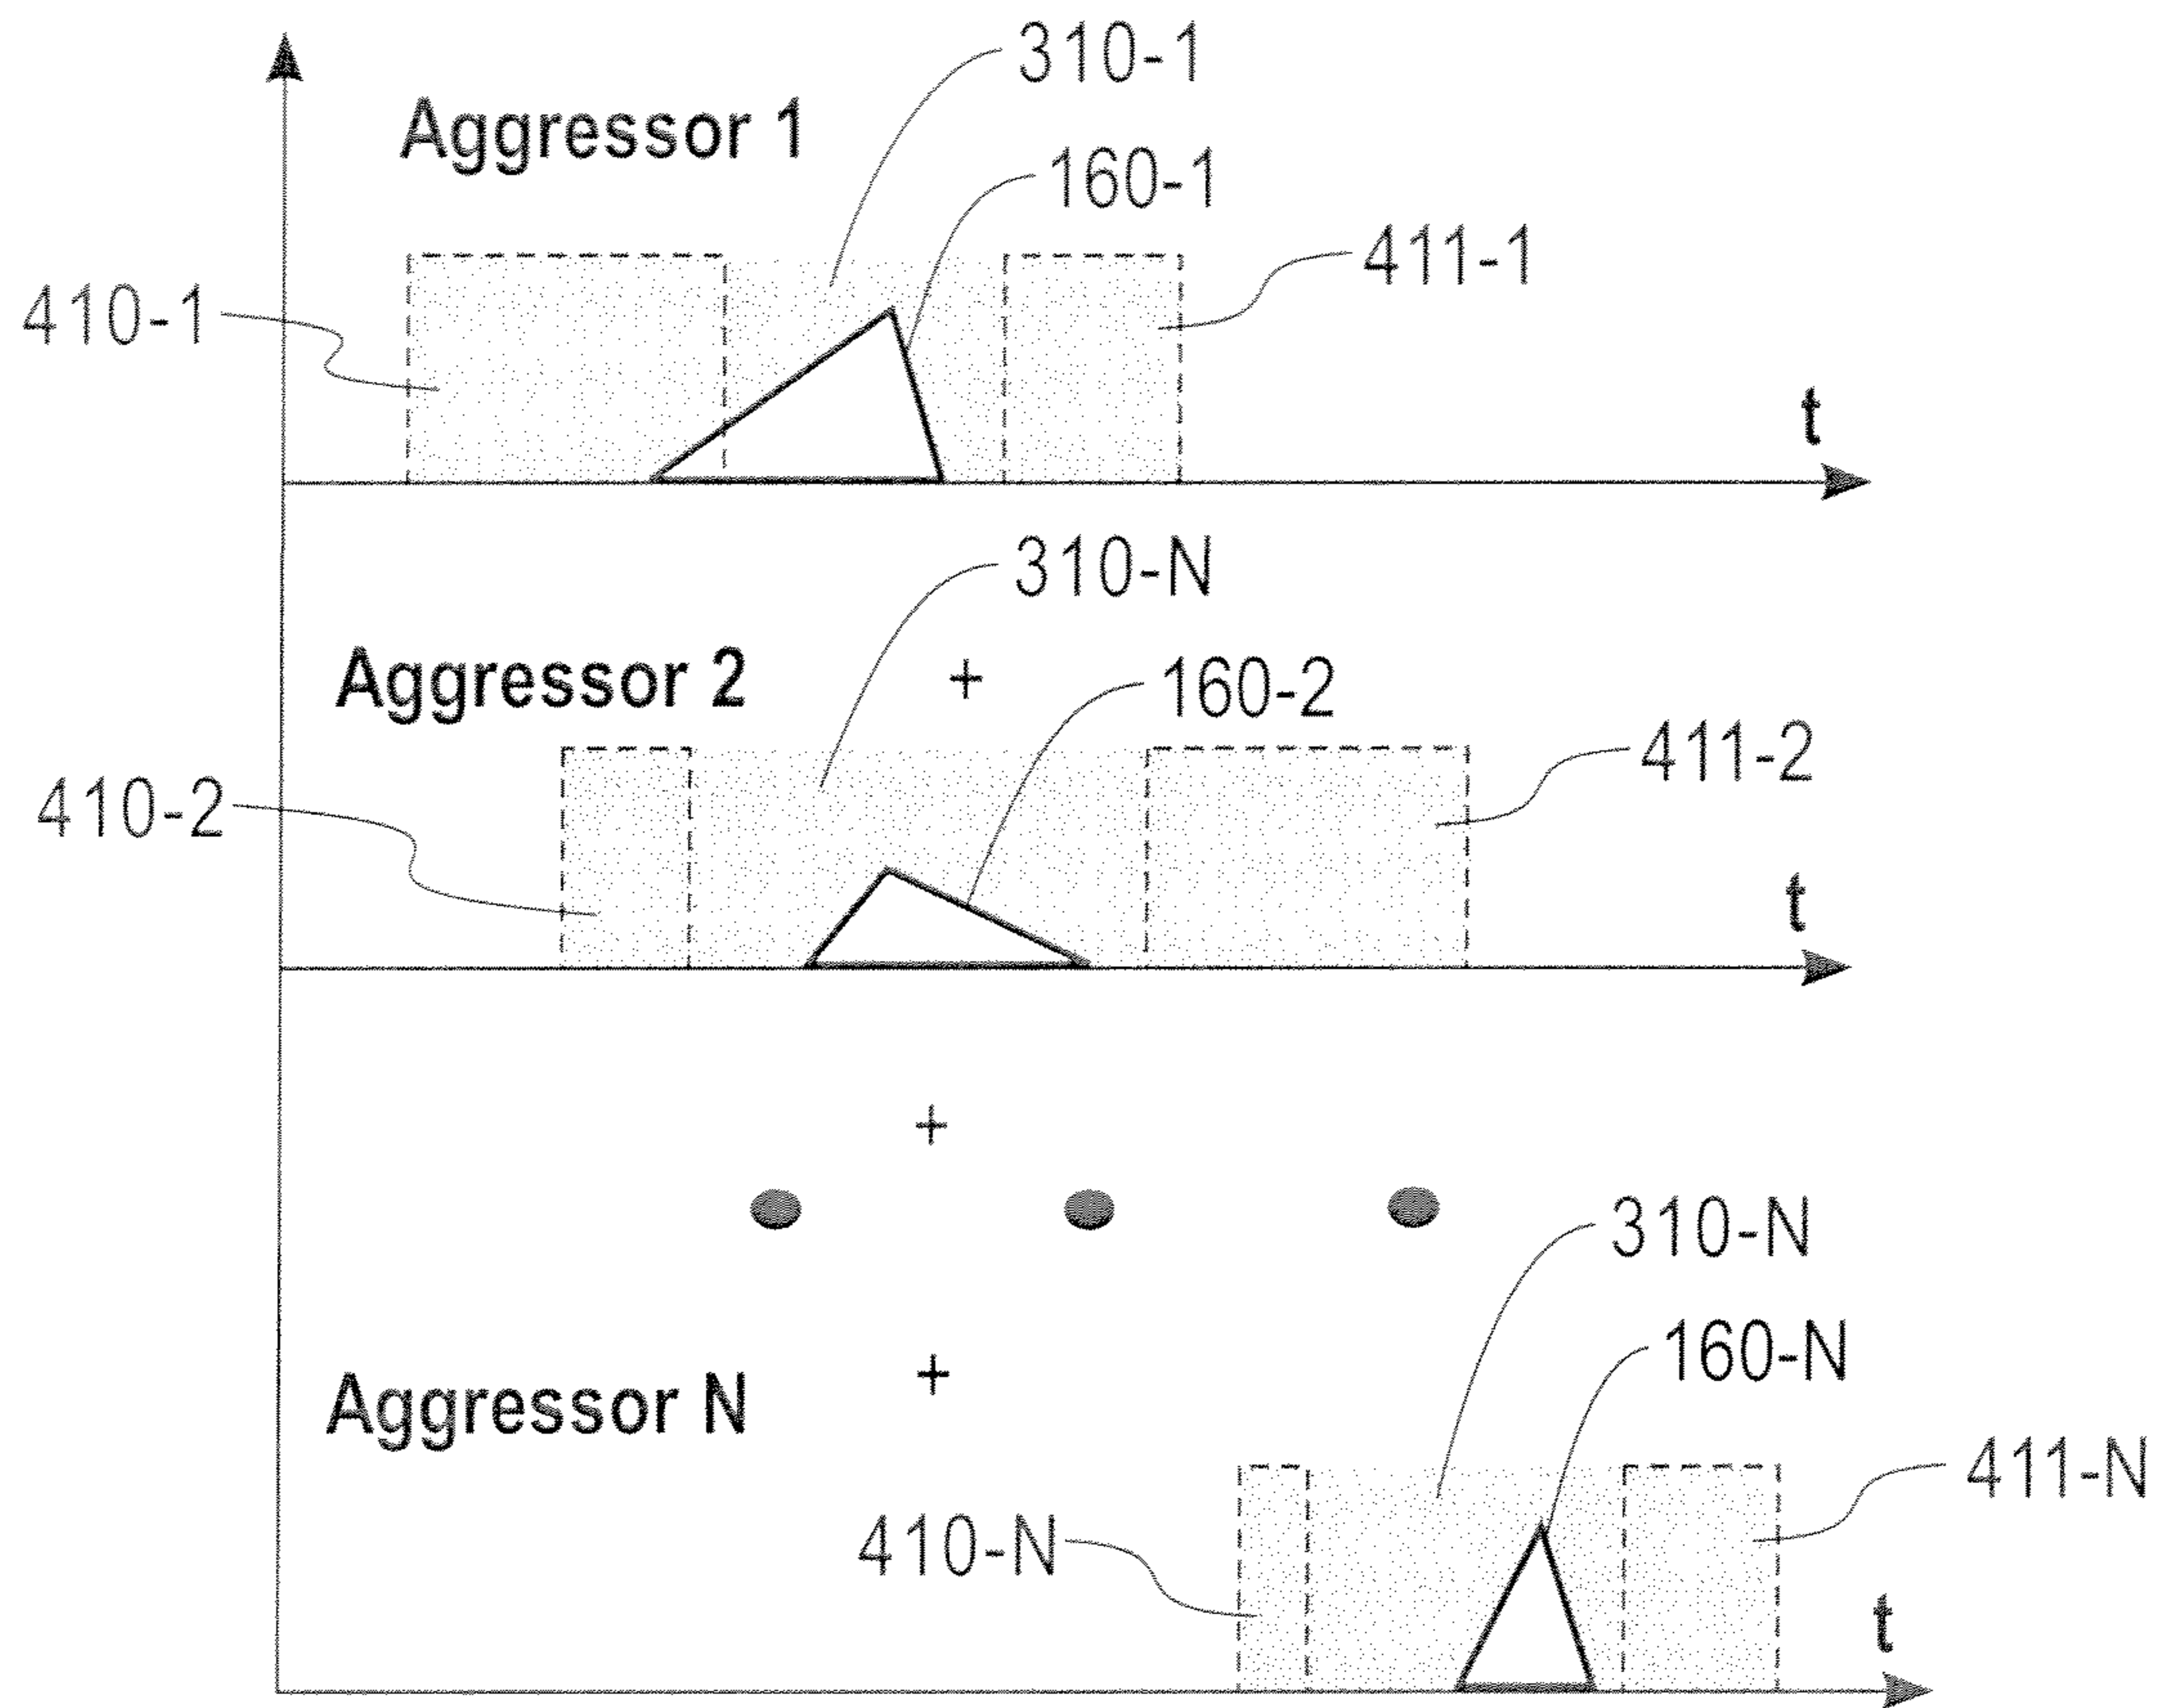 310-1
Aggressor 1
160-1
411-1
410-1
t
310-N
Aggressor 2
+
160-2
411-2
410-2
t
+
310-N
160-N
+
Aggressor N
411-N
410-N
t